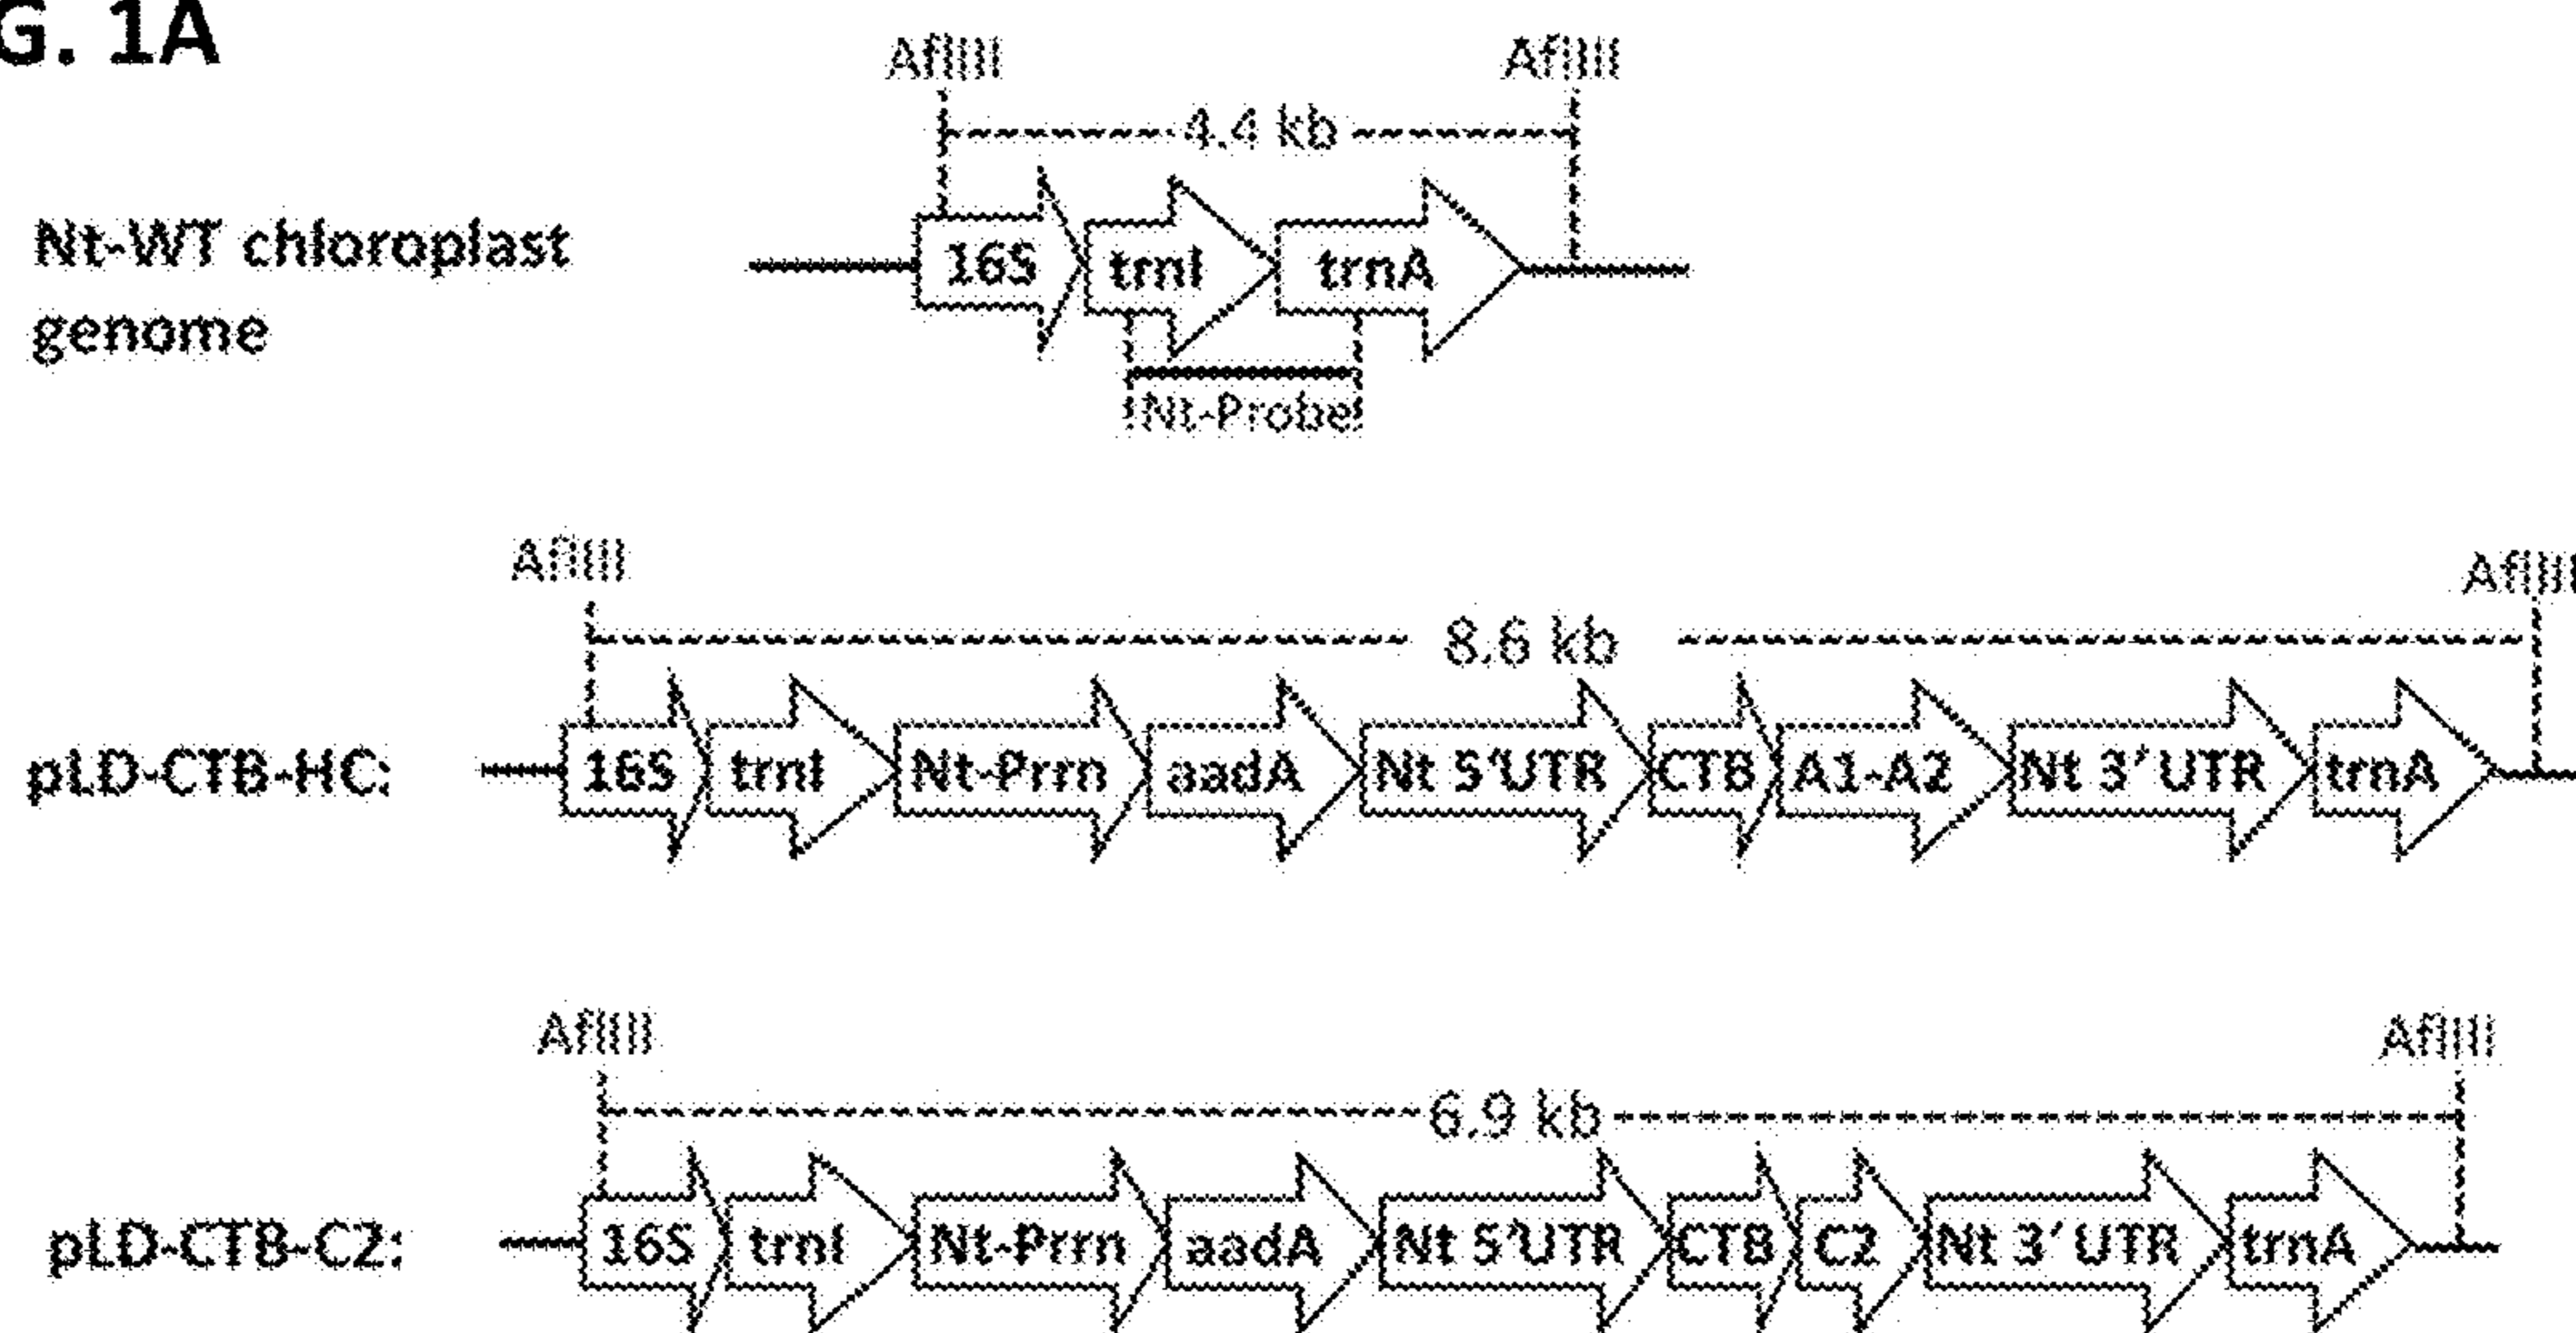 G. 1A
AflIII AflIII
4.4 kb
Nt-WT chloroplast
genome
16S trnI trnA
Nt-Probe
AflIII AflIII
8.6 kb
pLD-CTB-HC: 16S trnI Nt-Prrn aadA Nt 5'UTR CTB A1-A2 Nt 3' UTR trnA
AflIII AflIII
6.9 kb
pLD-CTB-C2: 16S trnI Nt-Prrn aadA Nt 5'UTR CTB C2 Nt 3' UTR trnA